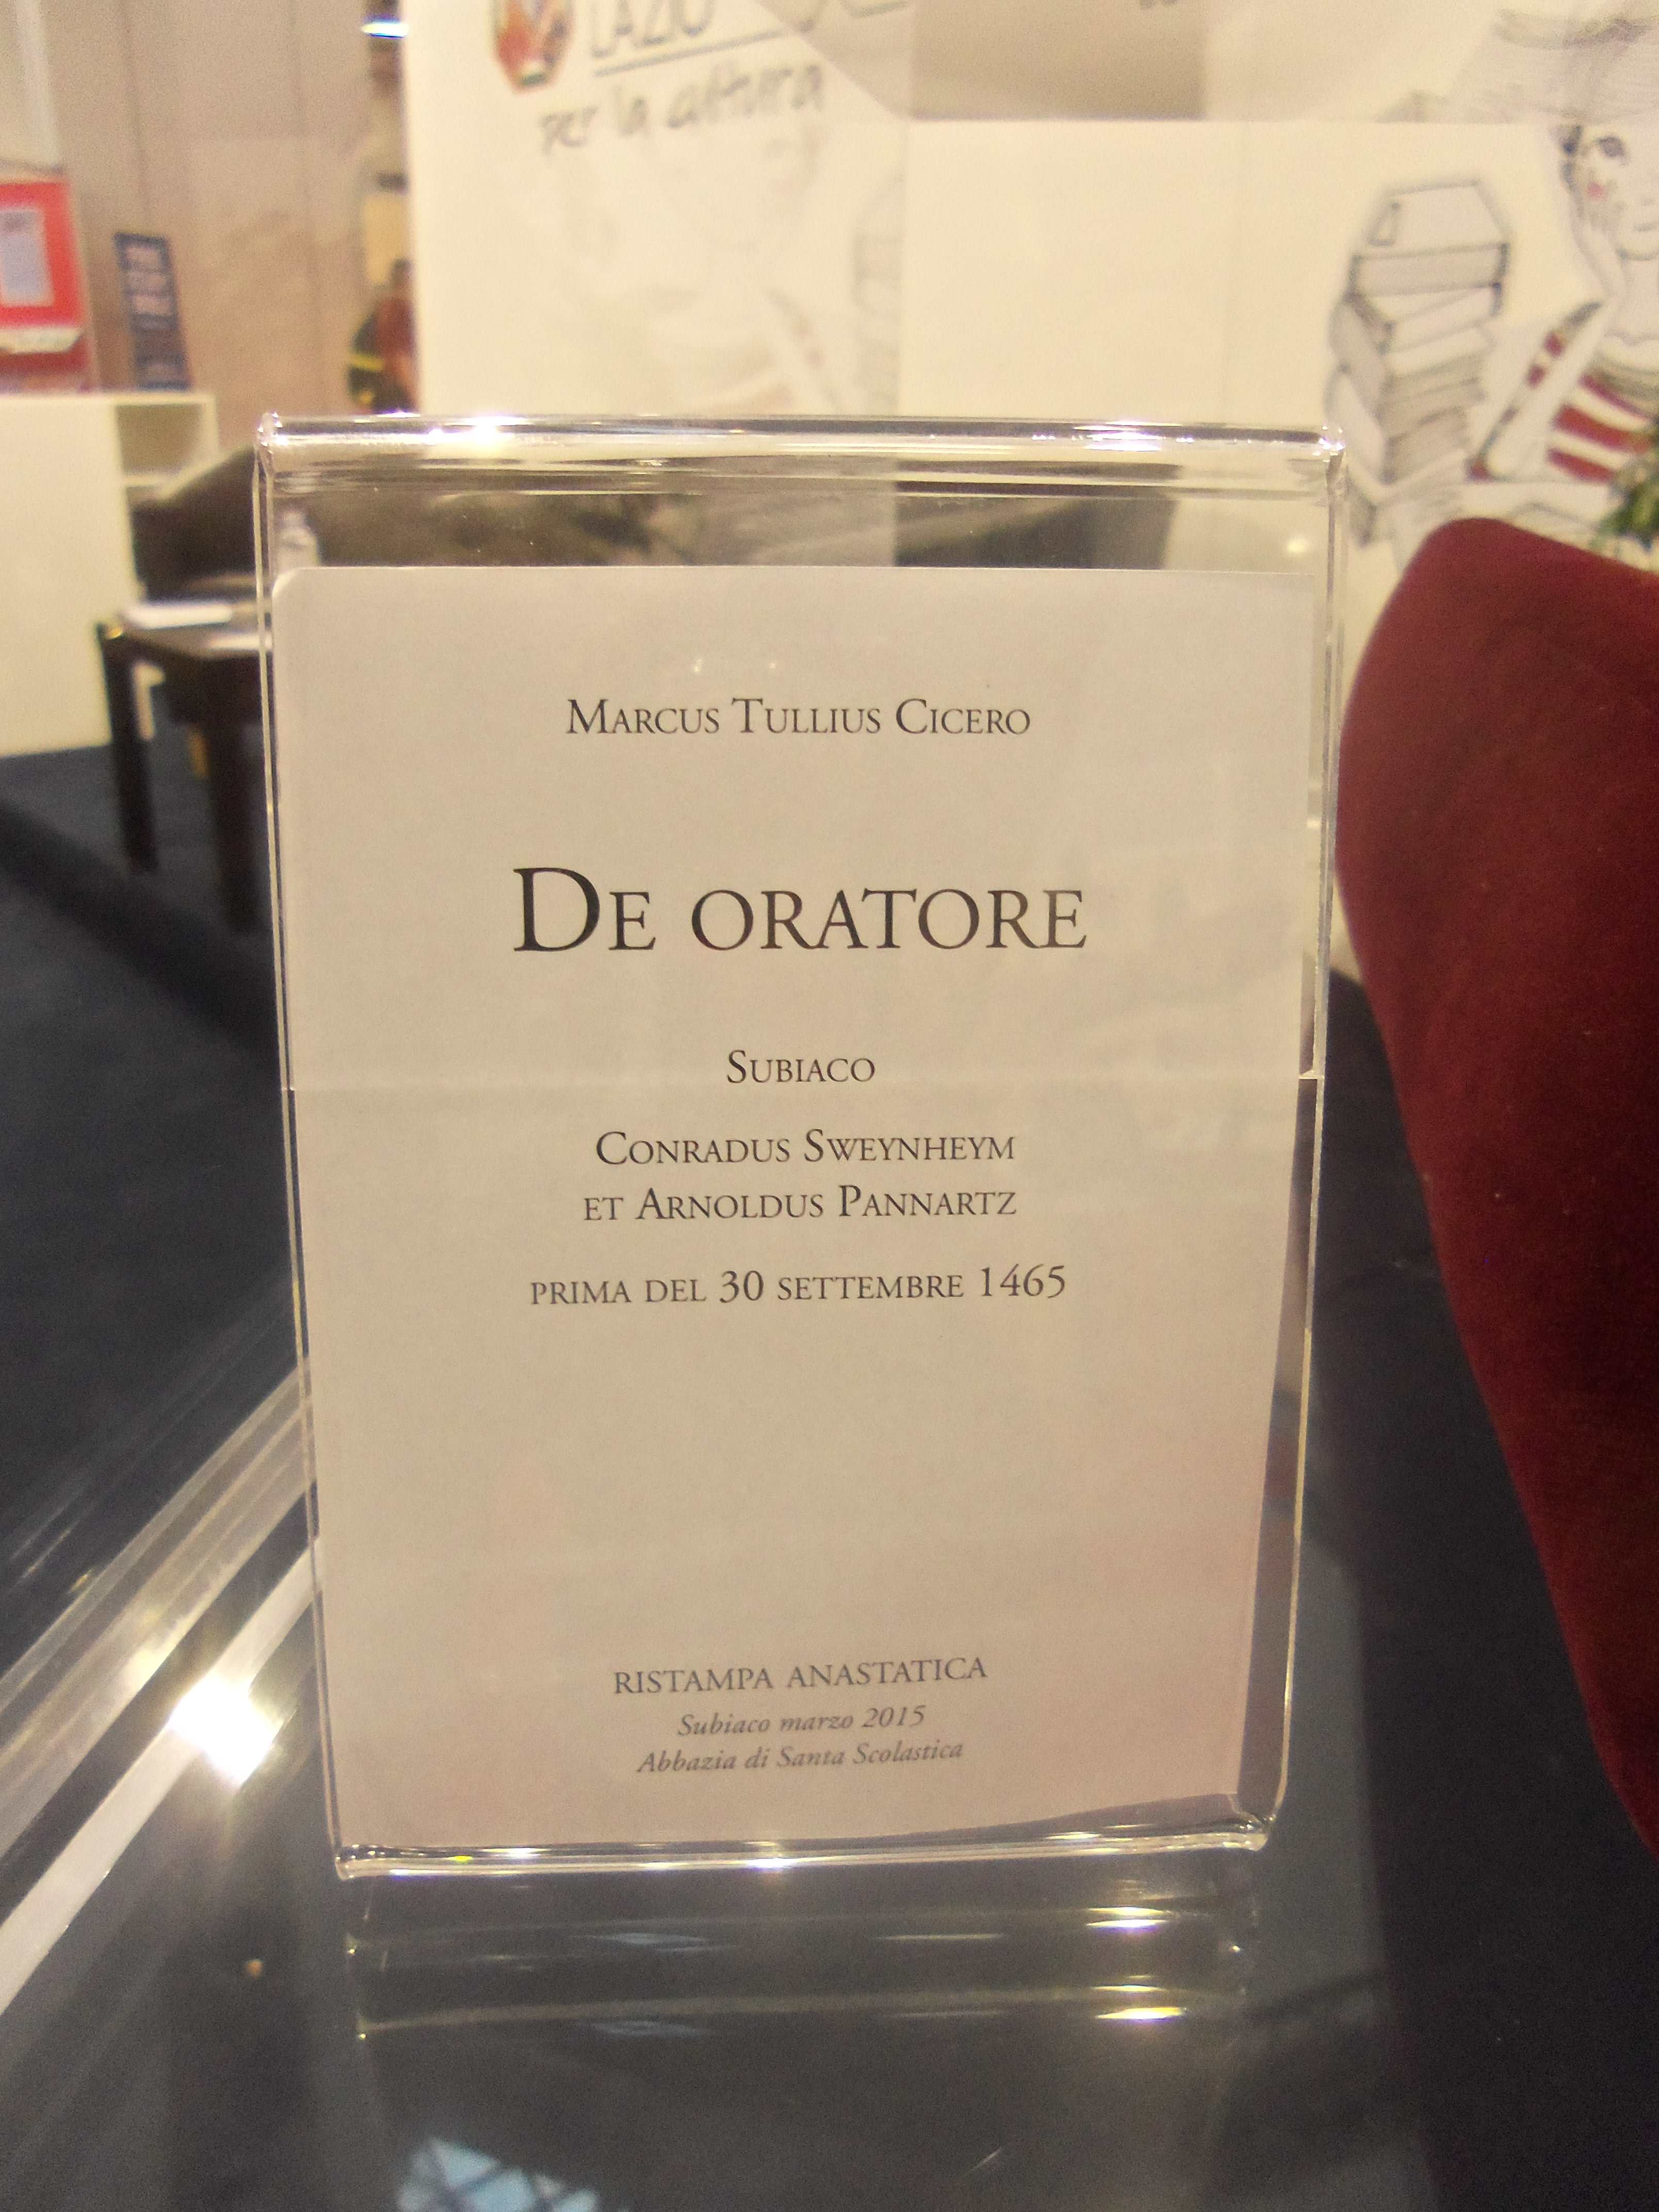 LAZIO
per la cultura
MARCUS TULLIUS CICERO
DE ORATORE
SUBIACO
CONRADUS SWEYNHEYM
ET ARNOLDUS PANNARTZ
PRIMA DEL 30 SETTEMBRE 1465
RISTAMPA ANASTATICA
Subiaco marzo 2015
Abbazia di Santa Scolastica